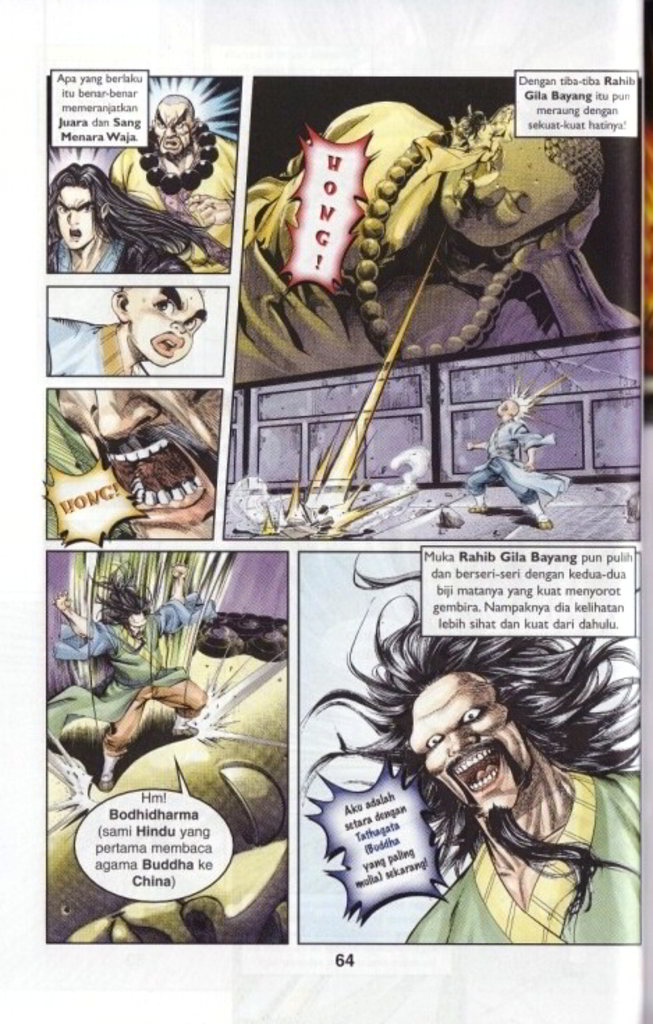 Apa yang berlaku
itu benar-benar
memeranjatkan
Juara dan Sang
Menara Waja.
Dengan tiba-tiba Rahib
Gila Bayang itu pun
meraung dengan
sekuat-kuat hatinya!
WONG!
WONG!
Hm!
Bodhidharma
(sami Hindu yang
pertama membaca
agama Buddha ke
China)
Muka Rahib Gila Bayang pun pulih
dan berseri-seri dengan kedua-dua
biji matanya yang kuat menyorot
gembira. Nampaknya dia kelihatan
lebih sihat dan kuat dari dahulu.
Aku adalah
setara dengan
Tathagata
(Buddha
yang paling
mulia) sekarang!
64